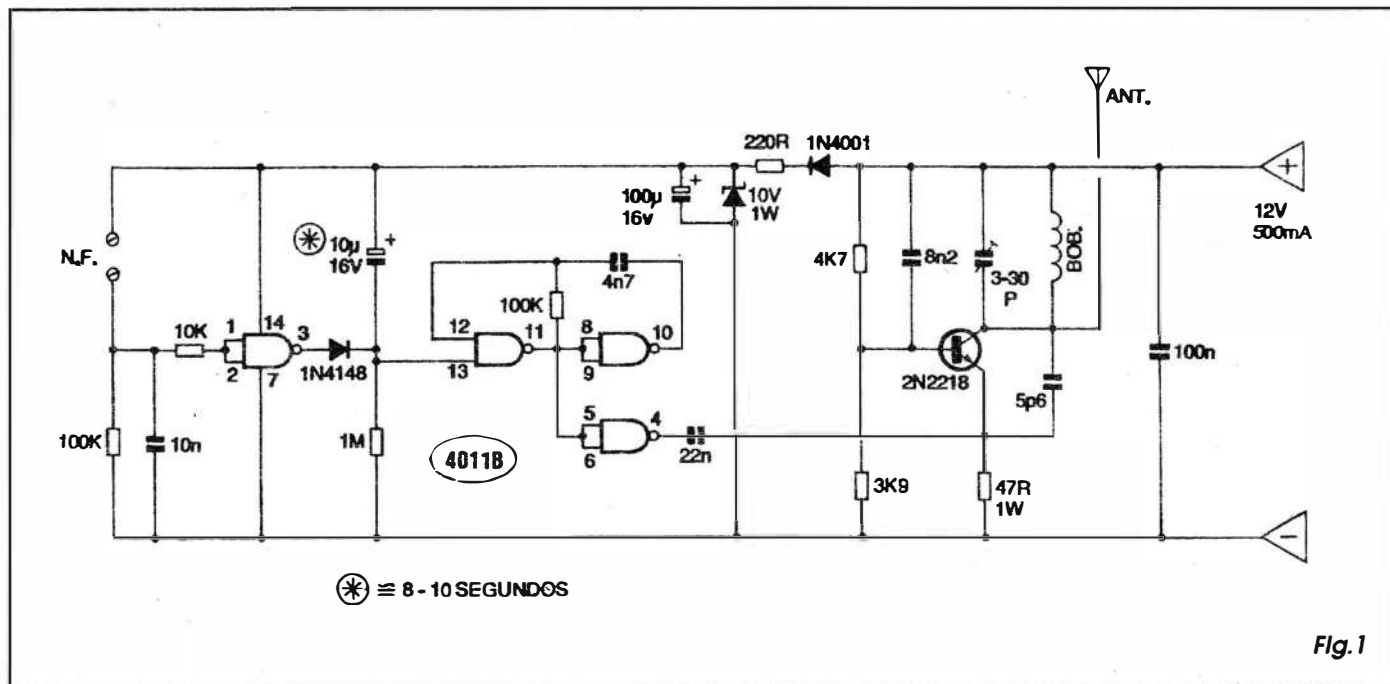 ANT.
220R
1N4001
+
12V
500mA
100µ
16v
+
10V
1W
N.F.
*
10µ
16V
+
4K7
8n2
3-30
P
BOB.
4n7
100K
10K
1
2
14
7
3
1N4148
12
13
11
8
9
10
2N2218
5p6
100n
100K
10n
1M
4011B
5
6
4
22n
3K9
47R
1W
−
* ≅ 8 - 10 SEGUNDOS
Fig.1